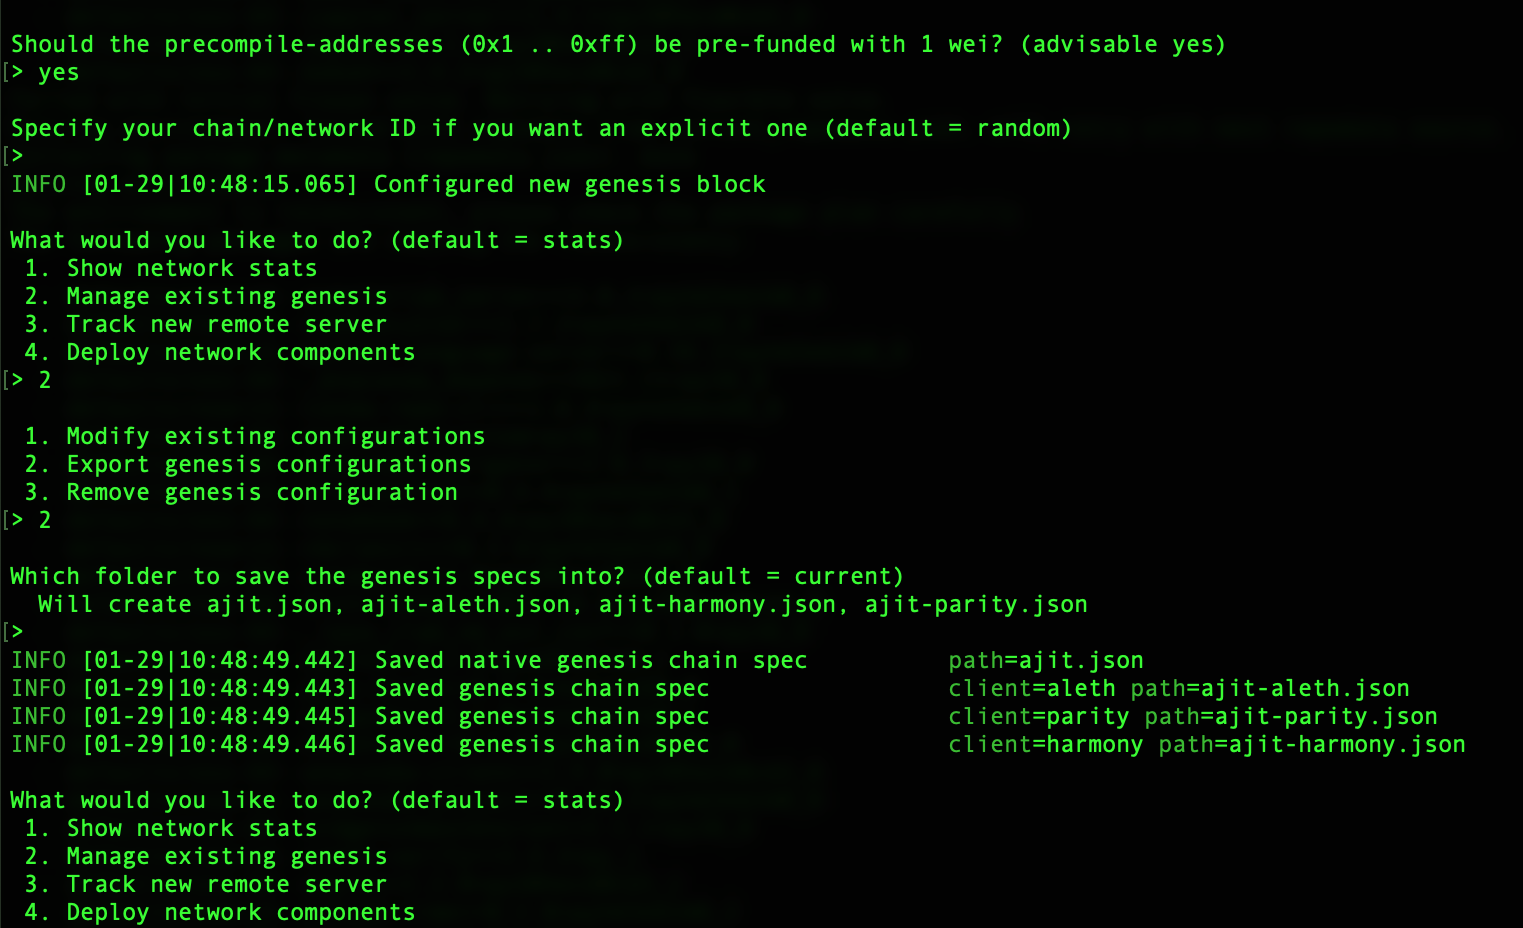 Should the precompile-addresses (0x1 .. 0xff) be pre-funded with 1 wei? (advisable yes)
[> yes
Specify your chain/network ID if you want an explicit one (default = random)
[>
INFO [01-29|10:48:15.065] Configured new genesis block
What would you like to do? (default = stats)
1. Show network stats
2. Manage existing genesis
3. Track new remote server
4. Deploy network components
[> 2
1. Modify existing configurations
2. Export genesis configurations
3. Remove genesis configuration
[> 2
Which folder to save the genesis specs into? (default = current)
Will create ajit.json, ajit-aleth.json, ajit-harmony.json, ajit-parity.json
[>
INFO [01-29|10:48:49.442] Saved native genesis chain spec path=ajit.json
INFO [01-29|10:48:49.443] Saved genesis chain spec client=aleth path=ajit-aleth.json
INFO [01-29|10:48:49.445] Saved genesis chain spec client=parity path=ajit-parity.json
INFO [01-29|10:48:49.446] Saved genesis chain spec client=harmony path=ajit-harmony.json
What would you like to do? (default = stats)
1. Show network stats
2. Manage existing genesis
3. Track new remote server
4. Deploy network components